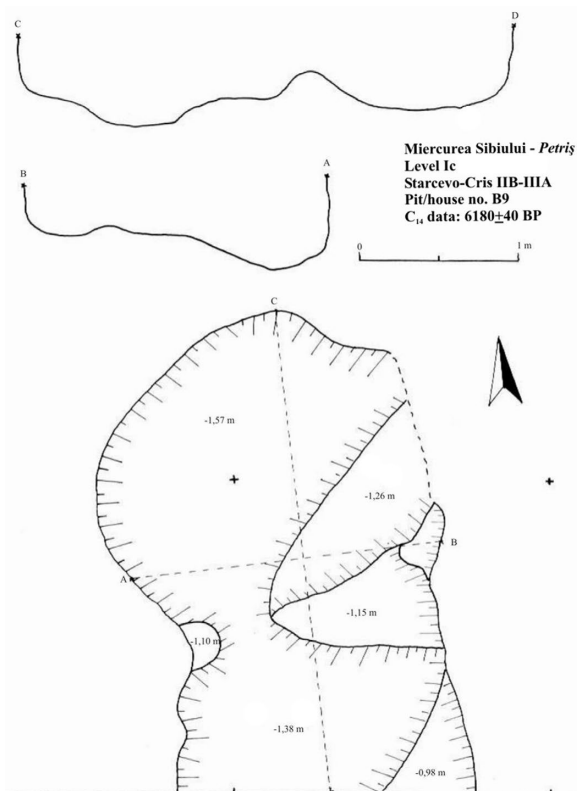 C
D
B
A
Miercurea Sibiului - Petriş
Level Ic
Starcevo-Cris IIB-IIIA
Pit/house no. B9
C14 data: 6180±40 BP
0
1 m
C
-1,57 m
-1,26 m
B
A
-1,15 m
-1,10 m
-1,38 m
-0,98 m